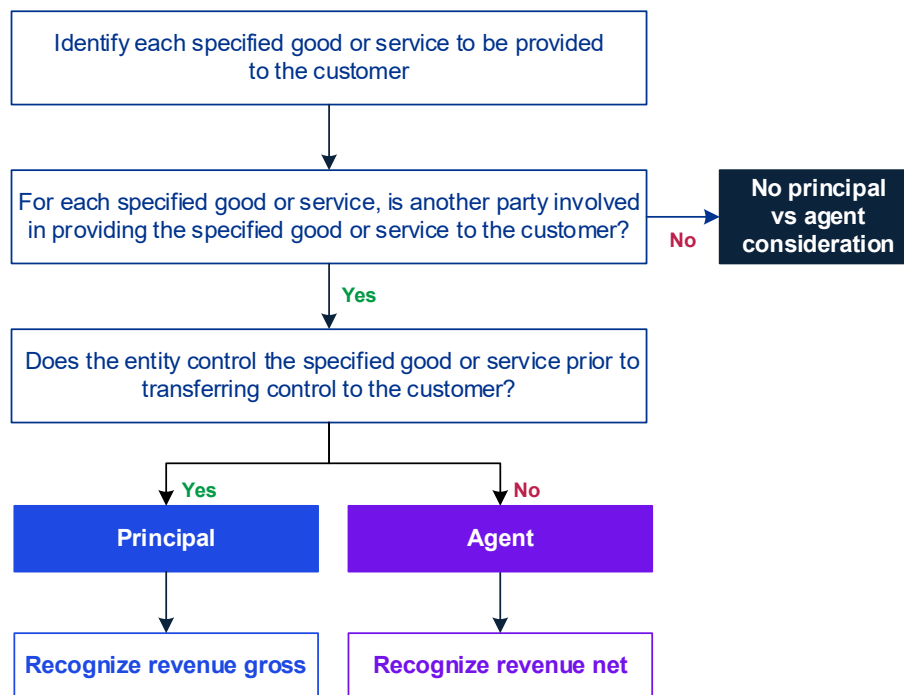 Identify each specified good or service to be provided
to the customer
For each specified good or service, is another party involved
in providing the specified good or service to the customer?
No
No principal
vs agent
consideration
Yes
Does the entity control the specified good or service prior to
transferring control to the customer?
Yes
No
Principal
Agent
Recognize revenue gross
Recognize revenue net